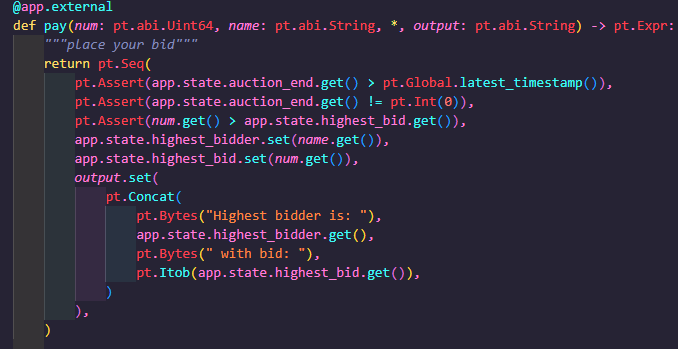 @app.external
def pay(num: pt.abi.Uint64, name: pt.abi.String, *, output: pt.abi.String) -> pt.Expr:
    """place your bid"""
    return pt.Seq(
        pt.Assert(app.state.auction_end.get() > pt.Global.latest_timestamp()),
        pt.Assert(app.state.auction_end.get() != pt.Int(0)),
        pt.Assert(num.get() > app.state.highest_bid.get()),
        app.state.highest_bidder.set(name.get()),
        app.state.highest_bid.set(num.get()),
        output.set(
            pt.Concat(
                pt.Bytes("Highest bidder is: "),
                app.state.highest_bidder.get(),
                pt.Bytes(" with bid: "),
                pt.Itob(app.state.highest_bid.get()),
            )
        ),
    )